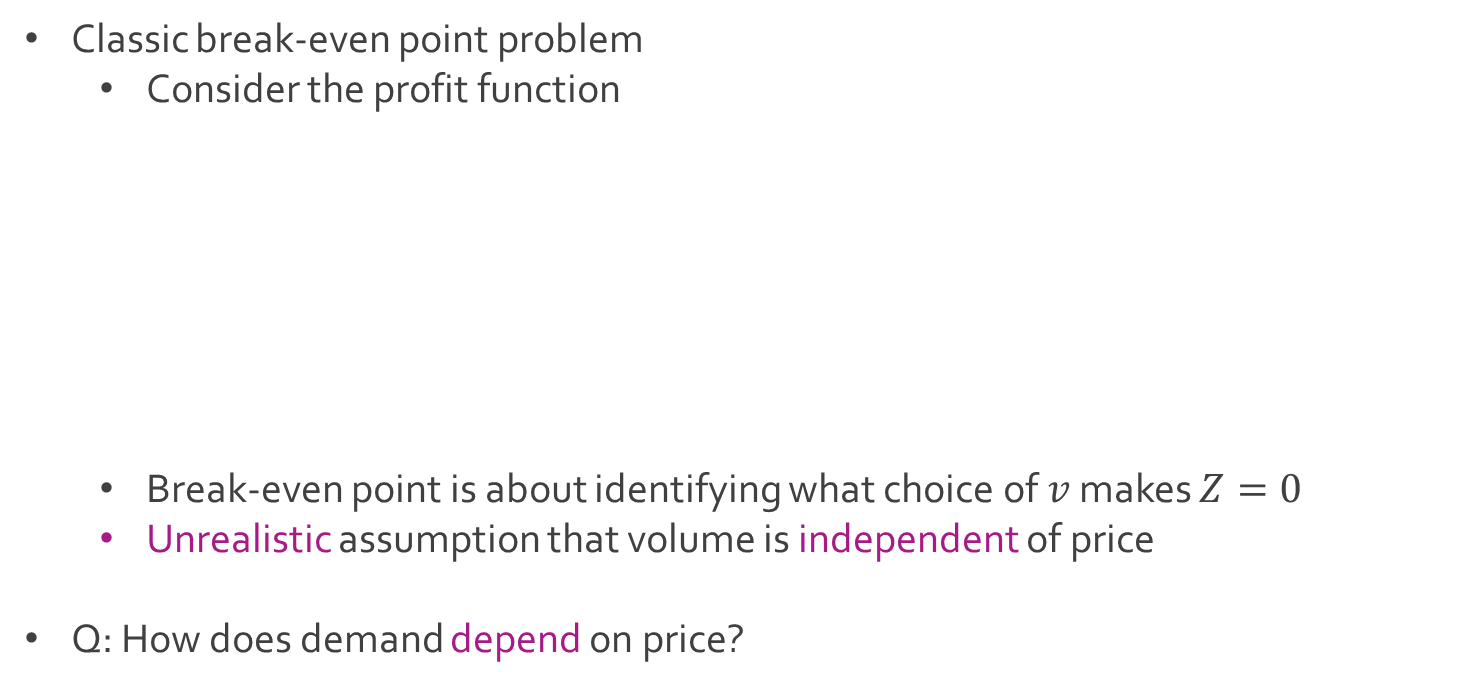 • Classic break-even point problem
• Consider the profit function
• Break-even point is about identifying what choice of 𝑣 makes 𝑍 = 0
• Unrealistic assumption that volume is independent of price
• Q: How does demand depend on price?